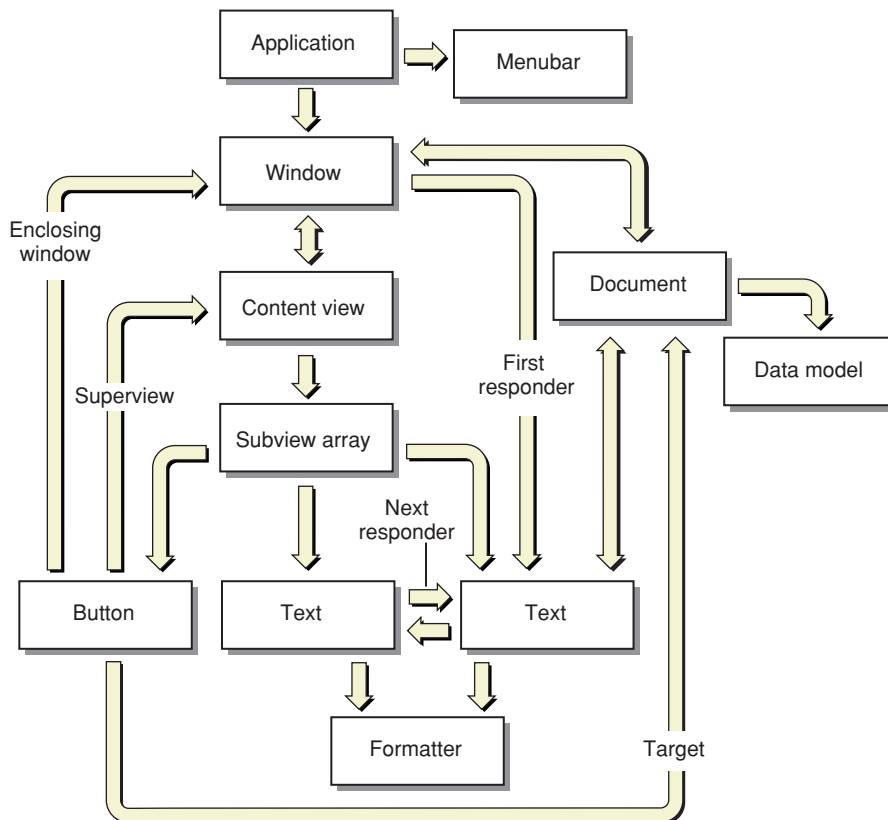 Application
Menubar
Window
Enclosing
window
Document
Content view
First
responder
Data model
Superview
Subview array
Next
responder
Button
Text
Text
Formatter
Target